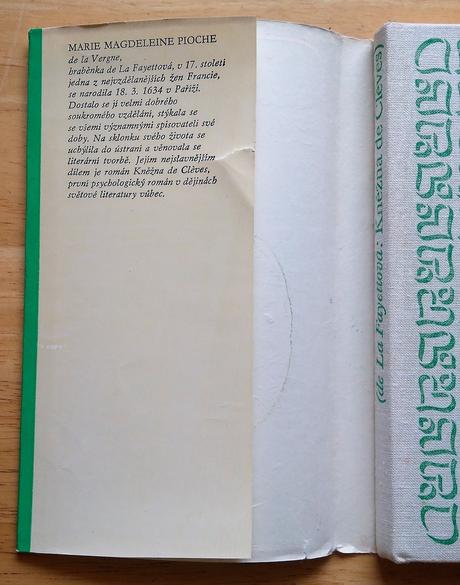 MARIE MAGDELEINE PIOCHE
de la Vergne,
hraběnka de La Fayettová, v 17. století
jedna z nejvzdělanějších žen Francie,
se narodila 18. 3. 1634 v Paříži.
Dostalo se jí velmi dobrého
soukromého vzdělání, stýkala se
se všemi významnými spisovateli své
doby. Na sklonku svého života se
uchýlila do ústraní a věnovala se
literární tvorbě. Jejím nejslavnějším
dílem je román Kněžna de Clèves,
první psychologický román v dějinách
světové literatury vůbec.
(de La Fayettová: Kněžna de Clèves)